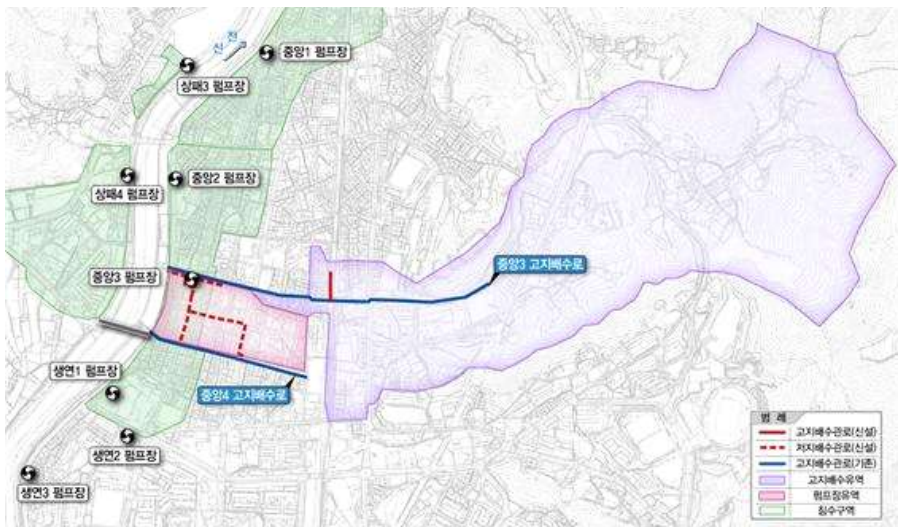 신 천
중앙1 펌프장
상패3 펌프장
상패4 펌프장
중앙2 펌프장
중앙3 고지배수로
중앙3 펌프장
생연1 펌프장
중앙4 고지배수로
생연2 펌프장
생연3 펌프장
범 례
고지배수관로(신설)
저지배수관로(신설)
고지배수관로(기존)
고지배수유역
펌프장유역
침수구역